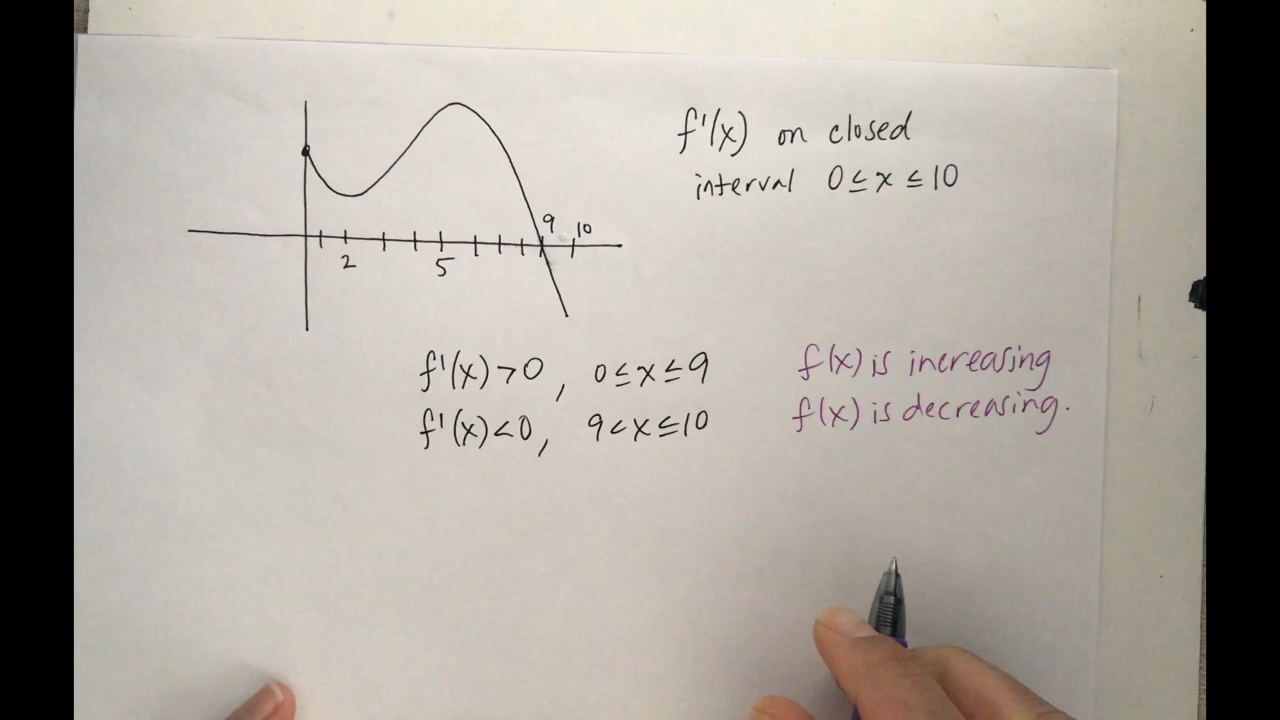 f'(x) on closed
interval 0 ≤ x ≤ 10
9
10
2
5
f'(x) > 0 , 0 ≤ x ≤ 9 f(x) is increasing
f'(x) < 0 , 9 < x ≤ 10 f(x) is decreasing.